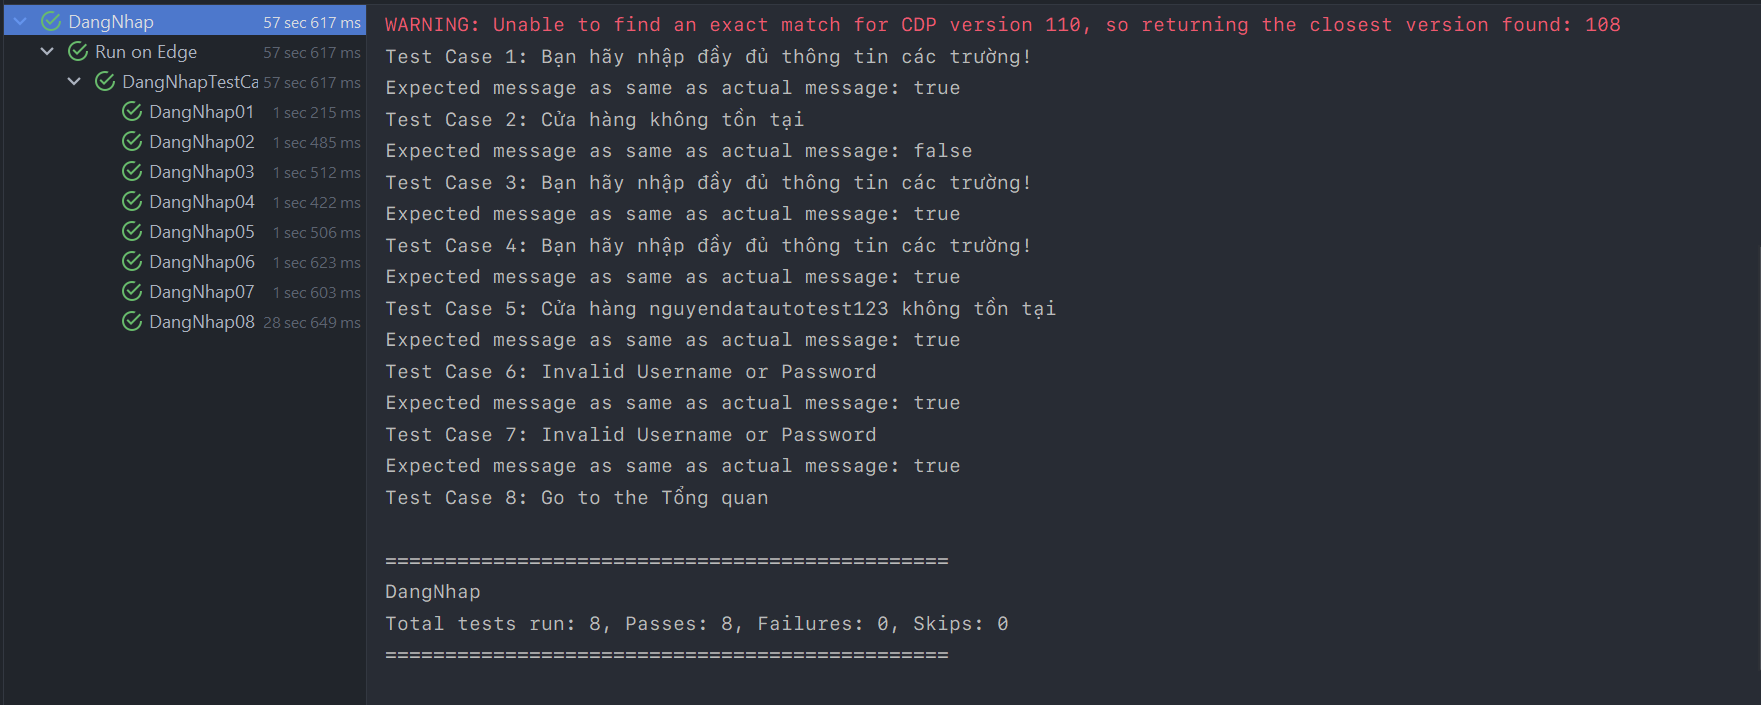 DangNhap 57 sec 617 ms
Run on Edge 57 sec 617 ms
DangNhapTestCa 57 sec 617 ms
DangNhap01 1 sec 215 ms
DangNhap02 1 sec 485 ms
DangNhap03 1 sec 512 ms
DangNhap04 1 sec 422 ms
DangNhap05 1 sec 506 ms
DangNhap06 1 sec 623 ms
DangNhap07 1 sec 603 ms
DangNhap08 28 sec 649 ms
WARNING: Unable to find an exact match for CDP version 110, so returning the closest version found: 108
Test Case 1: Bạn hãy nhập đầy đủ thông tin các trường!
Expected message as same as actual message: true
Test Case 2: Cửa hàng không tồn tại
Expected message as same as actual message: false
Test Case 3: Bạn hãy nhập đầy đủ thông tin các trường!
Expected message as same as actual message: true
Test Case 4: Bạn hãy nhập đầy đủ thông tin các trường!
Expected message as same as actual message: true
Test Case 5: Cửa hàng nguyendatautotest123 không tồn tại
Expected message as same as actual message: true
Test Case 6: Invalid Username or Password
Expected message as same as actual message: true
Test Case 7: Invalid Username or Password
Expected message as same as actual message: true
Test Case 8: Go to the Tổng quan
===============================================
DangNhap
Total tests run: 8, Passes: 8, Failures: 0, Skips: 0
===============================================